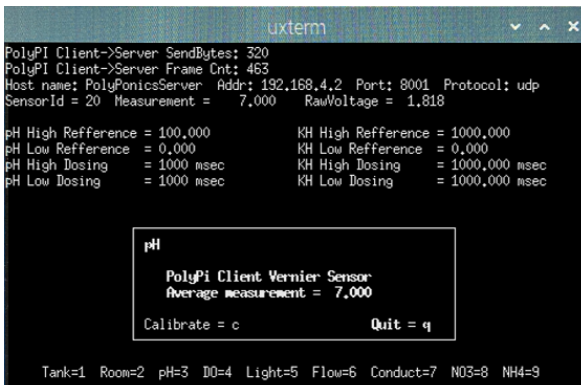 uxterm
PolyPI Client->Server SendBytes: 320
PolyPI Client->Server Frame Cnt: 463
Host name: PolyPonicsServer Addr: 192.168.4.2 Port: 8001 Protocol: udp
SensorId = 20 Measurement = 7.000 RawVoltage = 1.818
pH High Refference = 100.000 KH High Refference = 1000.000
pH Low Refference = 0.000 KH Low Refference = 0.000
pH High Dosing = 1000 msec KH High Dosing = 1000.000 msec
pH Low Dosing = 1000 msec KH Low Dosing = 1000.000 msec
pH
PolyPi Client Vernier Sensor
Average measurement = 7.000
Calibrate = c Quit = q
Tank=1 Room=2 pH=3 DO=4 Light=5 Flow=6 Conduct=7 NO3=8 NH4=9